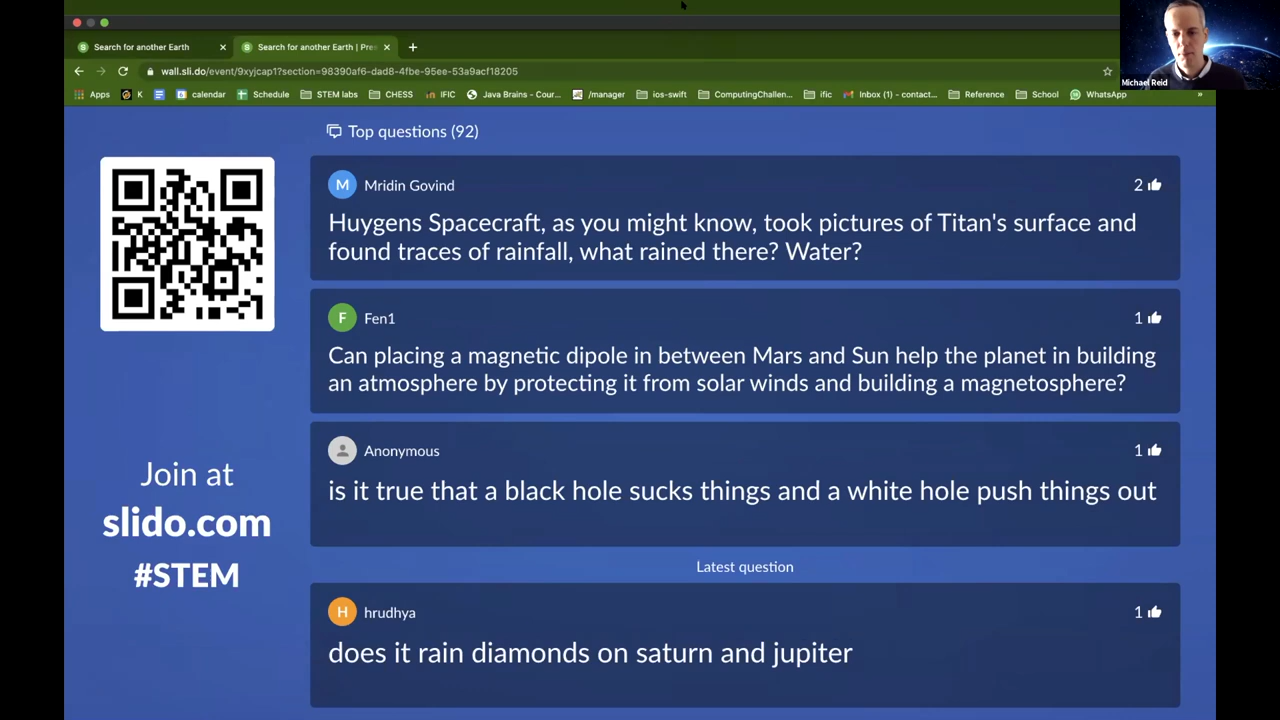 Search for another Earth
Search for another Earth | Pre
wall.sli.do/event/9xyjcap1?section=98390af6-dad8-4fbe-95ee-53a9acf18205
Michael Reid
Apps K calendar Schedule STEM labs CHESS IFIC Java Brains - Cour... /manager ios-swift ComputingChallen... ific Inbox (1) - contact... Reference School WhatsApp »
Top questions (92)
M Mridin Govind 2
Huygens Spacecraft, as you might know, took pictures of Titan's surface and
found traces of rainfall, what rained there? Water?
F Fen1 1
Can placing a magnetic dipole in between Mars and Sun help the planet in building
an atmosphere by protecting it from solar winds and building a magnetosphere?
Anonymous 1
is it true that a black hole sucks things and a white hole push things out
Join at
slido.com
#STEM
Latest question
H hrudhya 1
does it rain diamonds on saturn and jupiter